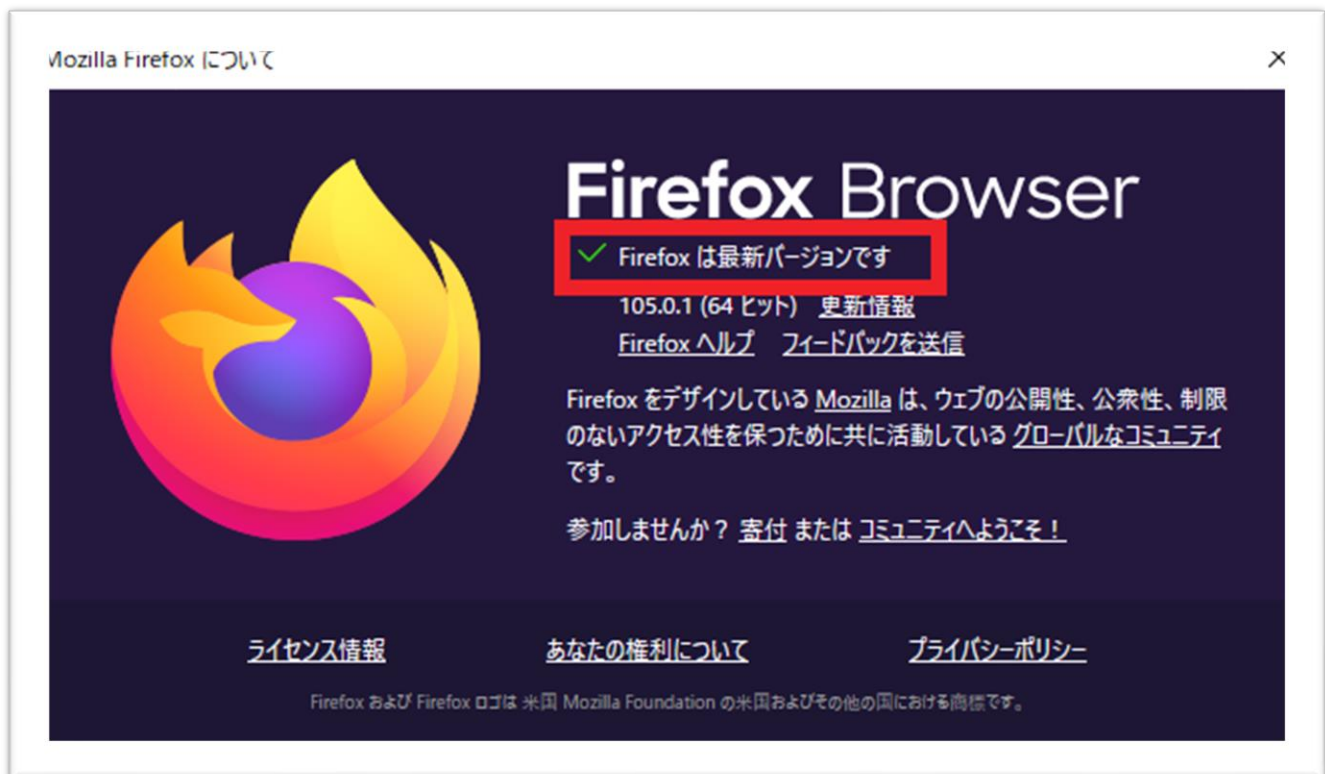 Mozilla Firefox について
Firefox Browser
Firefox は最新バージョンです
105.0.1 (64 ビット) 更新情報
Firefox ヘルプ フィードバックを送信
Firefox をデザインしている Mozilla は、ウェブの公開性、公衆性、制限
のないアクセス性を保つために共に活動している グローバルなコミュニティ
です。
参加しませんか？ 寄付 または コミュニティへようこそ！
ライセンス情報 あなたの権利について プライバシーポリシー
Firefox および Firefox ロゴは 米国 Mozilla Foundation の米国およびその他の国における商標です。